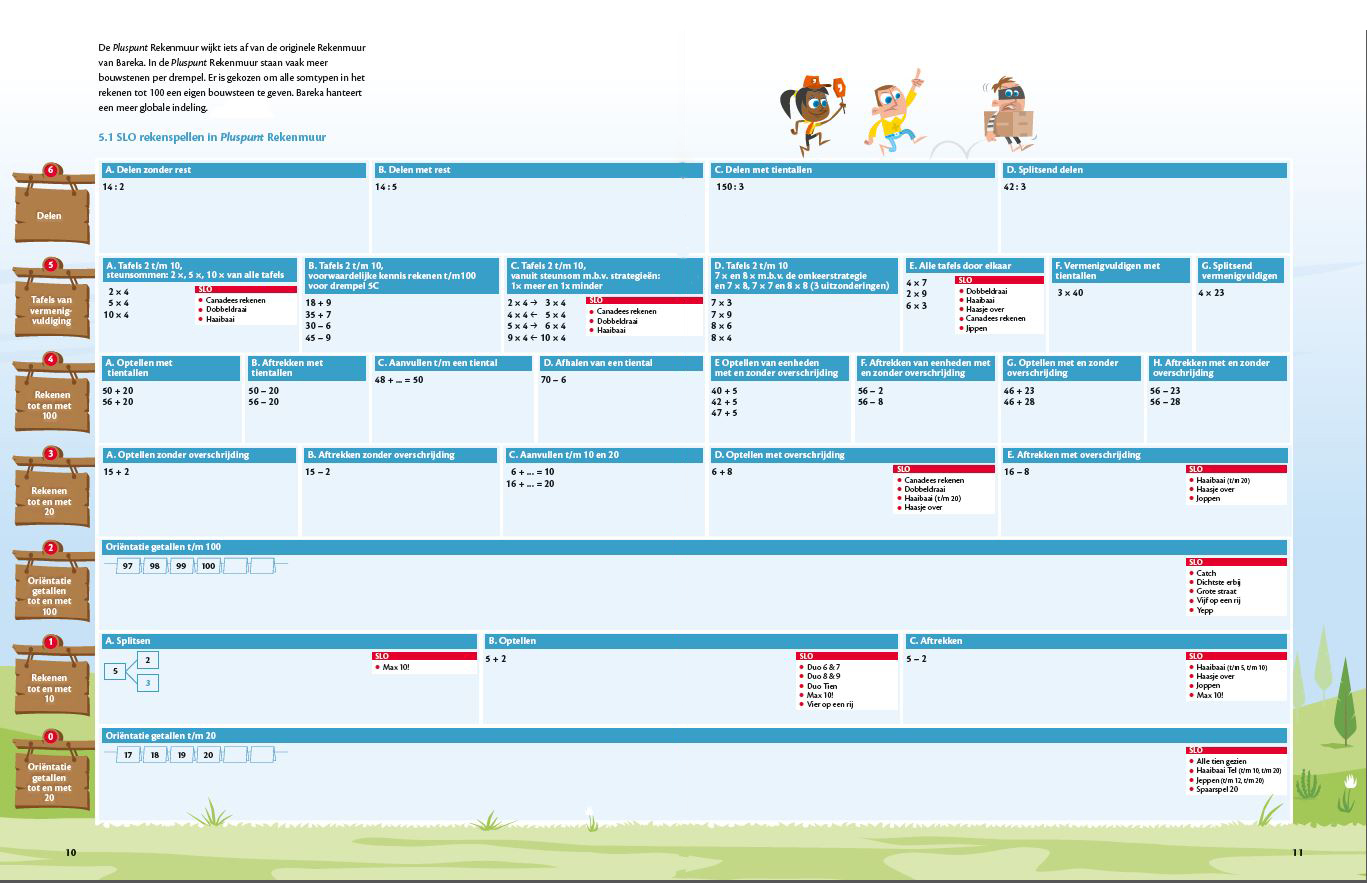 De Pluspunt Rekenmuur wijkt iets af van de originele Rekenmuur
van Bareka. In de Pluspunt Rekenmuur staan vaak meer
bouwstenen per drempel. Er is gekozen om alle somtypen in het
rekenen tot 100 een eigen bouwsteen te geven. Bareka hanteert
een meer globale indeling.
5.1 SLO rekenspellen in Pluspunt Rekenmuur
6
Delen
A. Delen zonder rest
14 : 2
B. Delen met rest
14 : 5
C. Delen met tientallen
150 : 3
D. Splitsend delen
42 : 3
5
Tafels van
vermenig-
vuldiging
A. Tafels 2 t/m 10,
steunsommen: 2 ×, 5 ×, 10 × van alle tafels
2 × 4
5 × 4
10 × 4
SLO
• Canadees rekenen
• Dobbeldraai
• Haaibaai
B. Tafels 2 t/m 10,
voorwaardelijke kennis rekenen t/m100
voor drempel 5C
18 + 9
35 + 7
30 – 6
45 – 9
C. Tafels 2 t/m 10,
vanuit steunsom m.b.v. strategieën:
1x meer en 1x minder
2 × 4 → 3 × 4
4 × 4 ← 5 × 4
5 × 4 → 6 × 4
9 × 4 ← 10 × 4
SLO
• Canadees rekenen
• Dobbeldraai
• Haaibaai
D. Tafels 2 t/m 10
7 × en 8 × m.b.v. de omkeerstrategie
en 7 × 8, 7 × 7 en 8 × 8 (3 uitzonderingen)
7 × 3
7 × 9
8 × 6
8 × 4
E. Alle tafels door elkaar
4 × 7
2 × 9
6 × 3
SLO
• Dobbeldraai
• Haaibaai
• Haasje over
• Canadees rekenen
• Jippen
F. Vermenigvuldigen met
tientallen
3 × 40
G. Splitsend
vermenigvuldigen
4 × 23
4
Rekenen
tot en met
100
A. Optellen met
tientallen
50 + 20
56 + 20
B. Aftrekken met
tientallen
50 – 20
56 – 20
C. Aanvullen t/m een tiental
48 + ... = 50
D. Afhalen van een tiental
70 – 6
E Optellen van eenheden
met en zonder overschrijding
40 + 5
42 + 5
47 + 5
F. Aftrekken van eenheden met
en zonder overschrijding
56 – 2
56 – 8
G. Optellen met en zonder
overschrijding
46 + 23
46 + 28
H. Aftrekken met en zonder
overschrijding
56 – 23
56 – 28
3
Rekenen
tot en met
20
A. Optellen zonder overschrijding
15 + 2
B. Aftrekken zonder overschrijding
15 – 2
C. Aanvullen t/m 10 en 20
6 + ... = 10
16 + ... = 20
D. Optellen met overschrijding
6 + 8
SLO
• Canadees rekenen
• Dobbeldraai
• Haaibaai (t/m 20)
• Haasje over
E. Aftrekken met overschrijding
16 – 8
SLO
• Haaibaai (t/m 20)
• Haasje over
• Joppen
2
Oriëntatie
getallen
tot en met
100
Oriëntatie getallen t/m 100
97 98 99 100
SLO
• Catch
• Dichtste erbij
• Grote straat
• Vijf op een rij
• Yepp
1
Rekenen
tot en met
10
A. Splitsen
5
2
3
SLO
• Max 10!
B. Optellen
5 + 2
SLO
• Duo 6 & 7
• Duo 8 & 9
• Duo Tien
• Max 10!
• Vier op een rij
C. Aftrekken
5 – 2
SLO
• Haaibaai (t/m 5, t/m 10)
• Haasje over
• Joppen
• Max 10!
0
Oriëntatie
getallen
tot en met
20
Oriëntatie getallen t/m 20
17 18 19 20
SLO
• Alle tien gezien
• Haaibaai Tel (t/m 10, t/m 20)
• Jeppen (t/m 12, t/m 20)
• Spaarspel 20
10
11